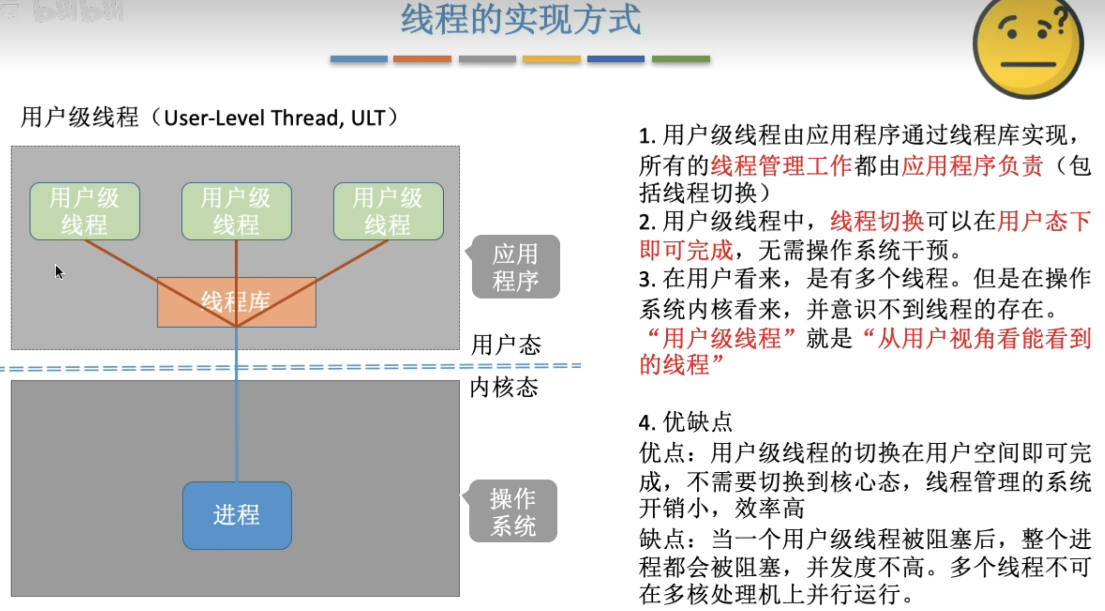 bilibili
线程的实现方式
?
用户级线程（User-Level Thread, ULT）
用户级
线程
用户级
线程
用户级
线程
线程库
应用
程序
用户态
内核态
进程
操作
系统
1. 用户级线程由应用程序通过线程库实现，
所有的线程管理工作都由应用程序负责（包
括线程切换）
2. 用户级线程中，线程切换可以在用户态下
即可完成，无需操作系统干预。
3. 在用户看来，是有多个线程。但是在操作
系统内核看来，并意识不到线程的存在。
“用户级线程”就是“从用户视角看能看到
的线程”
4. 优缺点
优点：用户级线程的切换在用户空间即可完
成，不需要切换到核心态，线程管理的系统
开销小，效率高
缺点：当一个用户级线程被阻塞后，整个进
程都会被阻塞，并发度不高。多个线程不可
在多核处理机上并行运行。